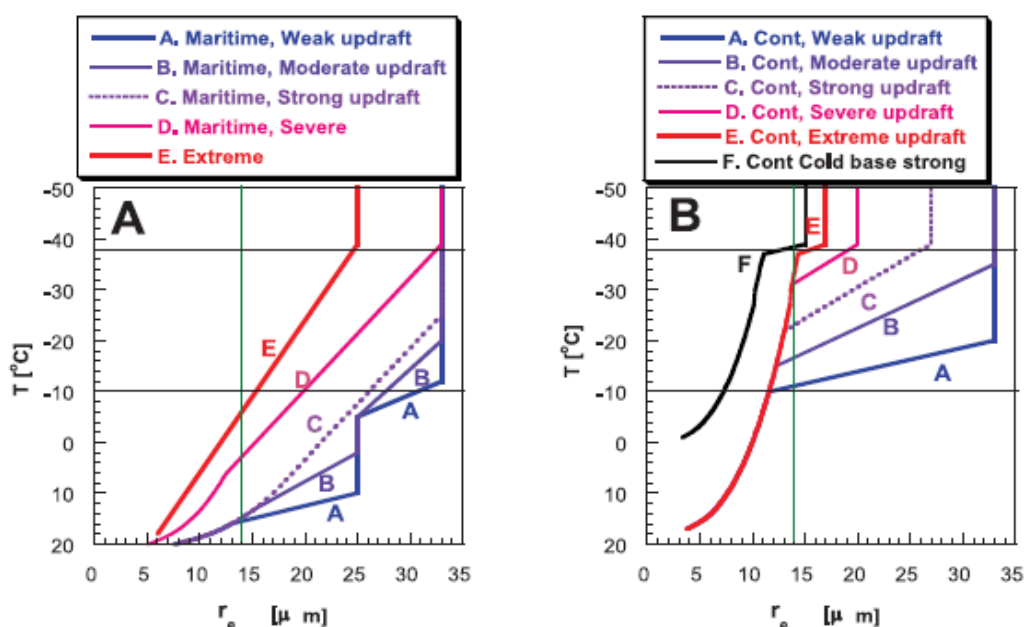 A. Maritime, Weak updraft
B. Maritime, Moderate updraft
C. Maritime, Strong updraft
D. Maritime, Severe
E. Extreme
A
-50
-40
-30
-20
-10
0
10
20
T [°C]
E
D
C
B
A
B
A
0 5 10 15 20 25 30 35
r e [μ m]
A. Cont, Weak updraft
B. Cont, Moderate updraft
C. Cont, Strong updraft
D. Cont, Severe updraft
E. Cont, Extreme updraft
F. Cont Cold base strong
B
-50
-40
-30
-20
-10
0
10
20
T [°C]
E
F
D
C
B
A
0 5 10 15 20 25 30 35
r e [μ m]